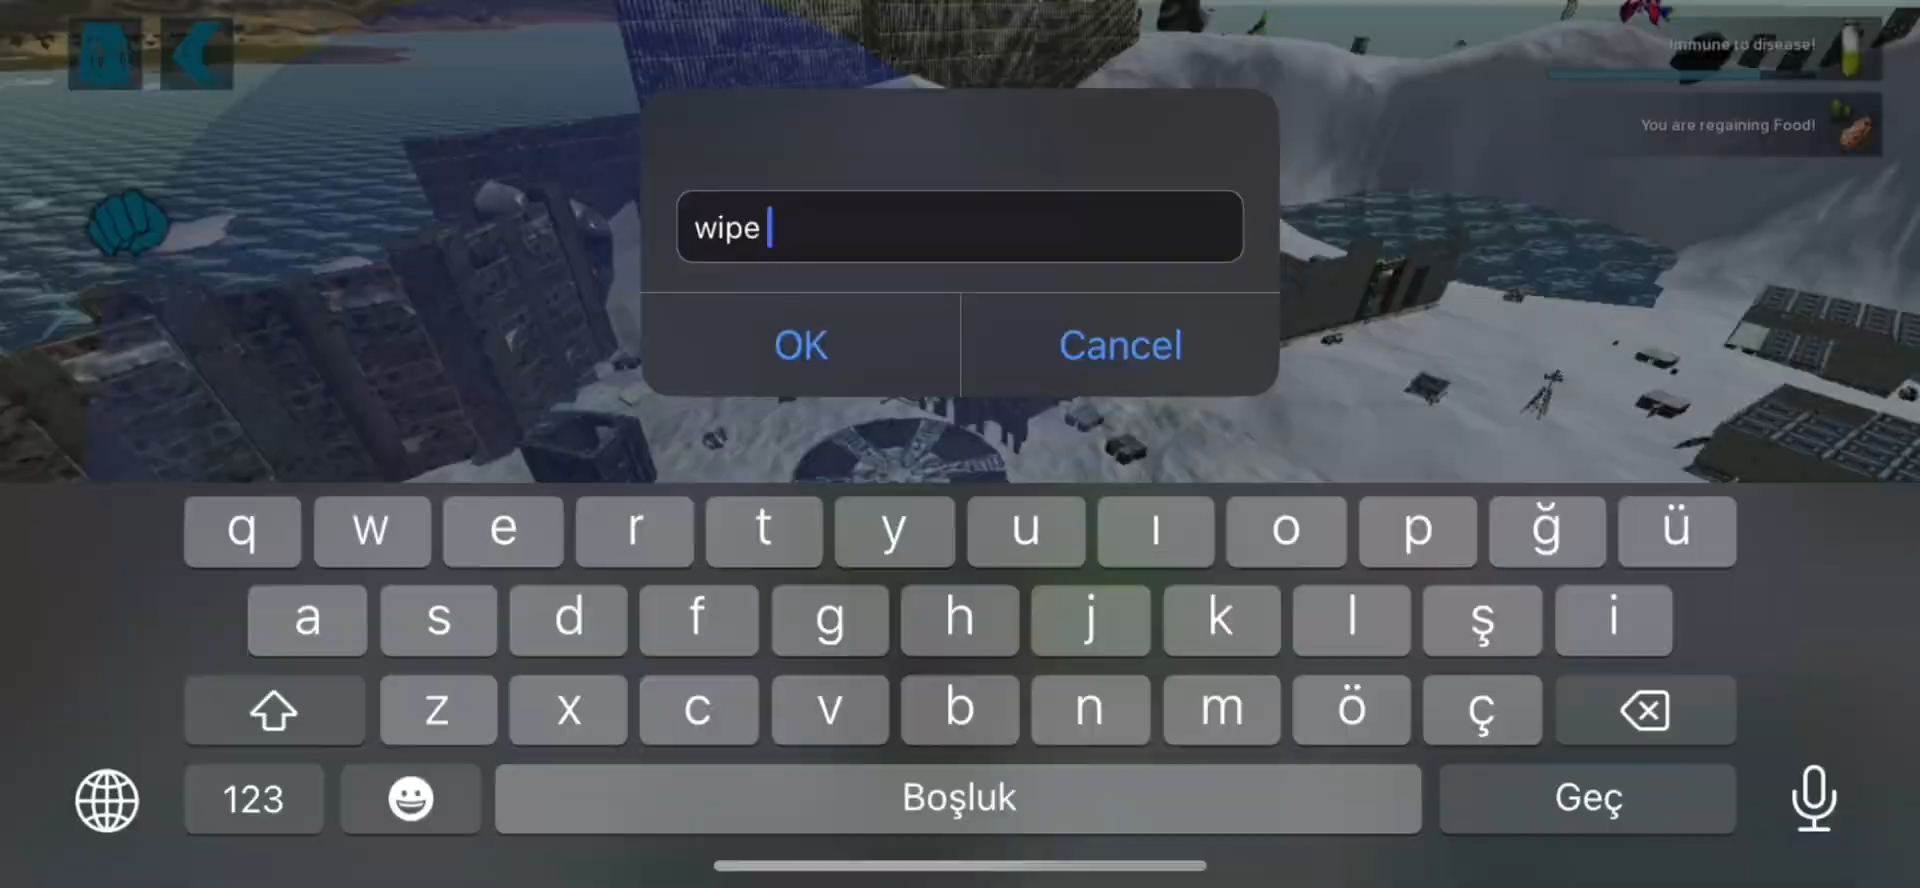 Immune to disease!
You are regaining Food!
wipe
OK
Cancel
q w e r t y u ı o p ğ ü
a s d f g h j k l ş i
z x c v b n m ö ç
123
Boşluk
Geç